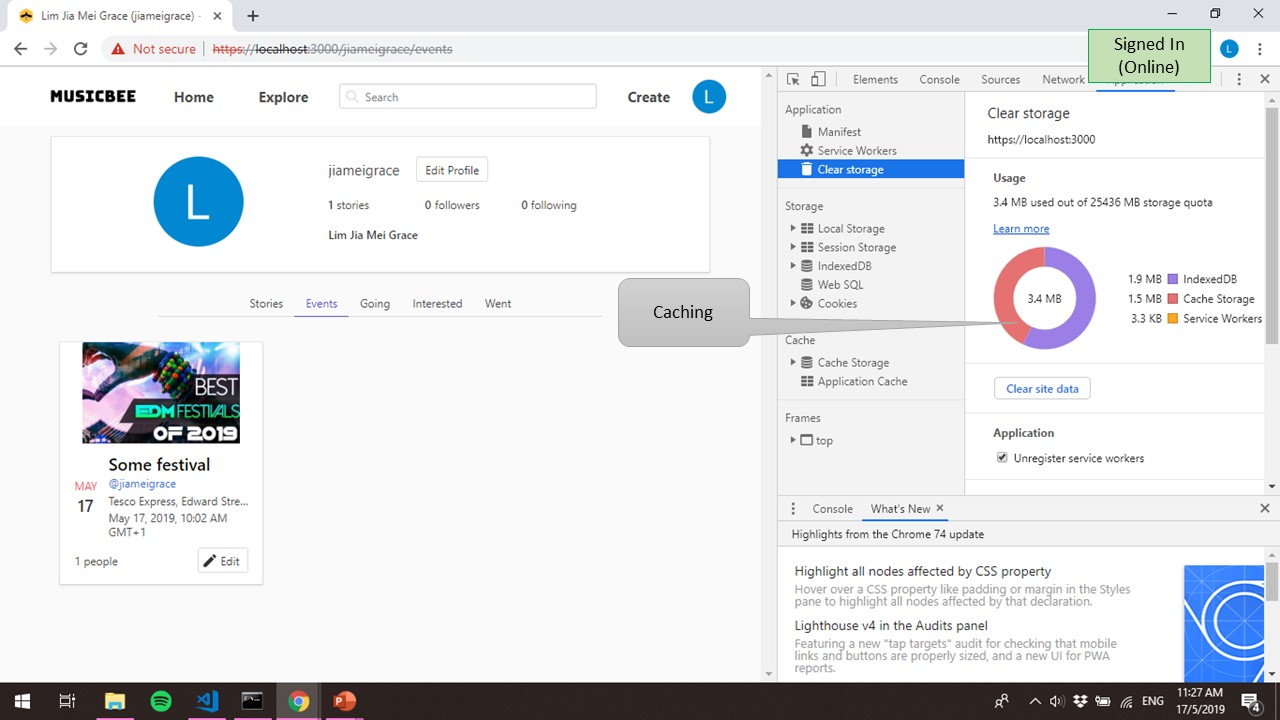 Lim Jia Mei Grace (jiameigrace) -
Not secure
https://localhost:3000/jiameigrace/events
Signed In
(Online)
L
MUSICBEE
Home
Explore
Search
Create
L
L
jiameigrace
Edit Profile
1 stories
0 followers
0 following
Lim Jia Mei Grace
Stories
Events
Going
Interested
Went
BEST
EDM FESTIVALS
OF 2019
Some festival
@jiameigrace
MAY
17
Tesco Express, Edward Stre...
May 17, 2019, 10:02 AM
GMT+1
1 people
Edit
Caching
Elements
Console
Sources
Network
Application
Manifest
Service Workers
Clear storage
Storage
Local Storage
Session Storage
IndexedDB
Web SQL
Cookies
Cache
Cache Storage
Application Cache
Frames
top
Clear storage
https://localhost:3000
Usage
3.4 MB used out of 25436 MB storage quota
Learn more
3.4 MB
1.9 MB IndexedDB
1.5 MB Cache Storage
3.3 KB Service Workers
Clear site data
Application
Unregister service workers
Console
What's New
Highlights from the Chrome 74 update
Highlight all nodes affected by CSS property
Hover over a CSS property like padding or margin in the Styles
pane to highlight all nodes affected by that declaration.
Lighthouse v4 in the Audits panel
Featuring a new "tap targets" audit for checking that mobile
links and buttons are properly sized, and a new UI for PWA
reports.
ENG
11:27 AM
17/5/2019
4